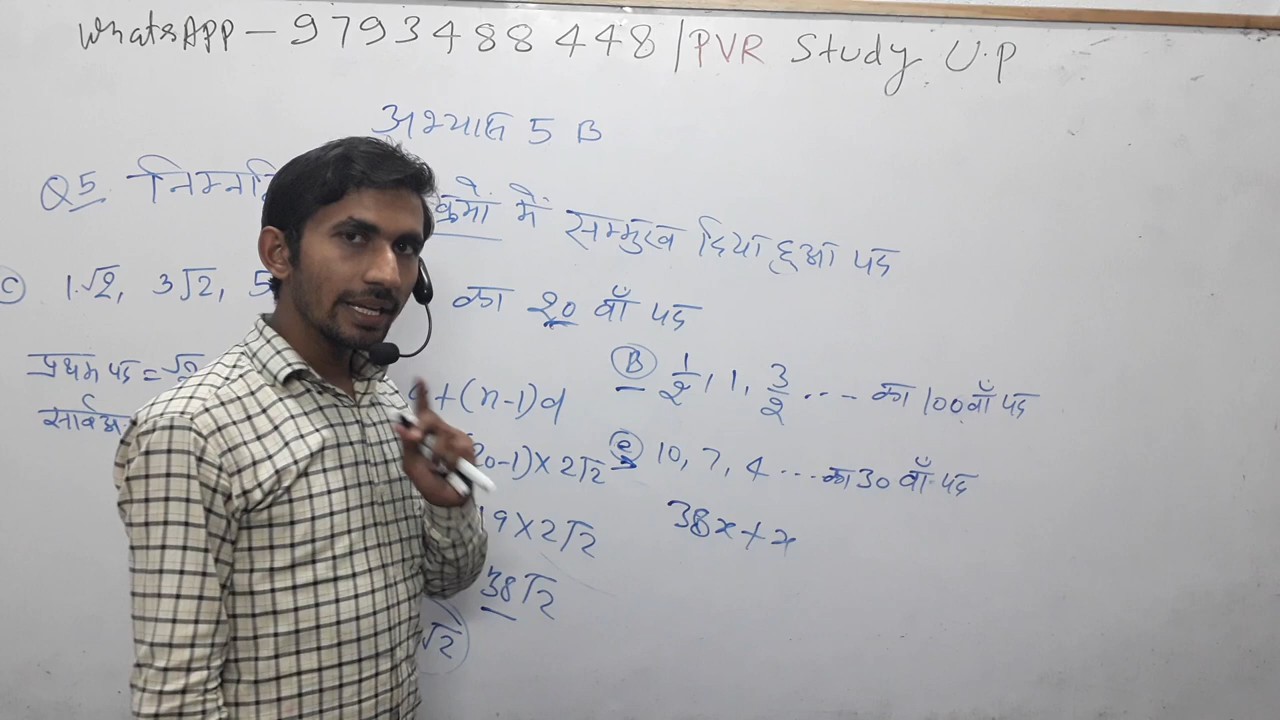 WhatsAPP - 9793488448 | PVR Study U.P
अभ्यास 5 B
Q5 निम्नलि क्रमों में सम्मुख दिया हुआ पद
C 1.√2, 3√2, 5 का 20 वाँ पद
प्रथम पद = √2
सार्वअ
a+(n-1)d
20-1)×2√2
19×2√2
38√2
√2
B 1/2, 1, 3/2 ... - का 100वाँ पद
e 10, 7, 4 ... का 30 वाँ पद
38x+x